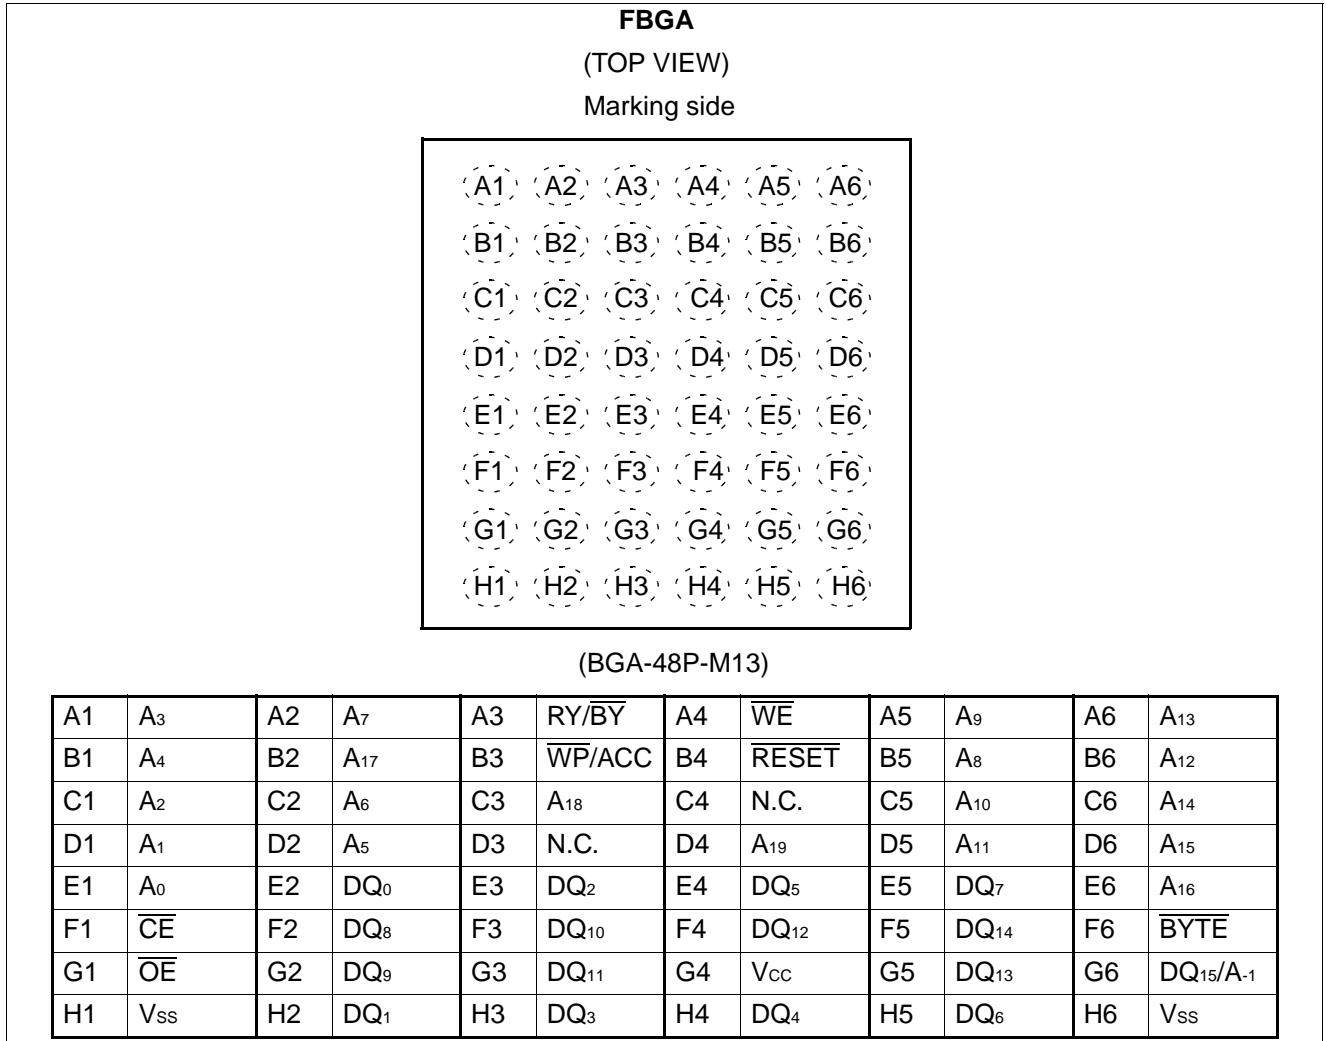 FBGA
(TOP VIEW)
Marking side
A1 A2 A3 A4 A5 A6
B1 B2 B3 B4 B5 B6
C1 C2 C3 C4 C5 C6
D1 D2 D3 D4 D5 D6
E1 E2 E3 E4 E5 E6
F1 F2 F3 F4 F5 F6
G1 G2 G3 G4 G5 G6
H1 H2 H3 H4 H5 H6
(BGA-48P-M13)
A1 A3 A2 A7 A3 RY/B̅Y̅ A4 W̅E̅ A5 A9 A6 A13
B1 A4 B2 A17 B3 W̅P̅/ACC B4 R̅E̅S̅E̅T̅ B5 A8 B6 A12
C1 A2 C2 A6 C3 A18 C4 N.C. C5 A10 C6 A14
D1 A1 D2 A5 D3 N.C. D4 A19 D5 A11 D6 A15
E1 A0 E2 DQ0 E3 DQ2 E4 DQ5 E5 DQ7 E6 A16
F1 C̅E̅ F2 DQ8 F3 DQ10 F4 DQ12 F5 DQ14 F6 B̅Y̅T̅E̅
G1 O̅E̅ G2 DQ9 G3 DQ11 G4 VCC G5 DQ13 G6 DQ15/A-1
H1 VSS H2 DQ1 H3 DQ3 H4 DQ4 H5 DQ6 H6 VSS